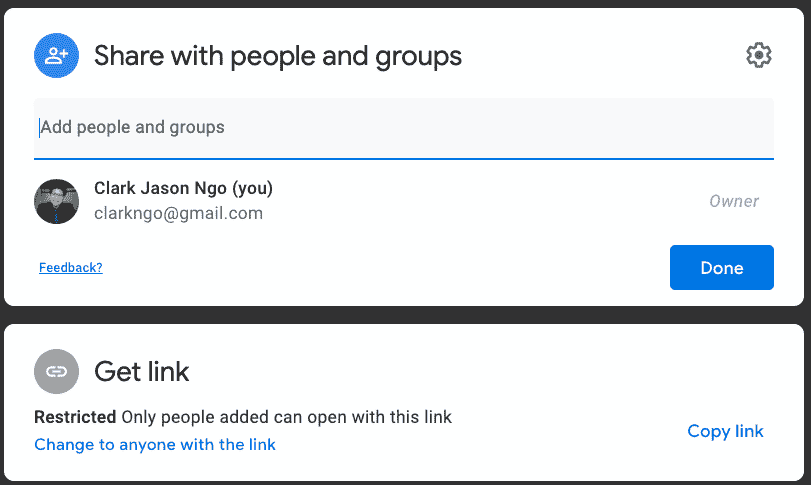 Share with people and groups
Add people and groups
Clark Jason Ngo (you)
clarkngo@gmail.com
Owner
Feedback?
Done
Get link
Restricted Only people added can open with this link
Change to anyone with the link
Copy link